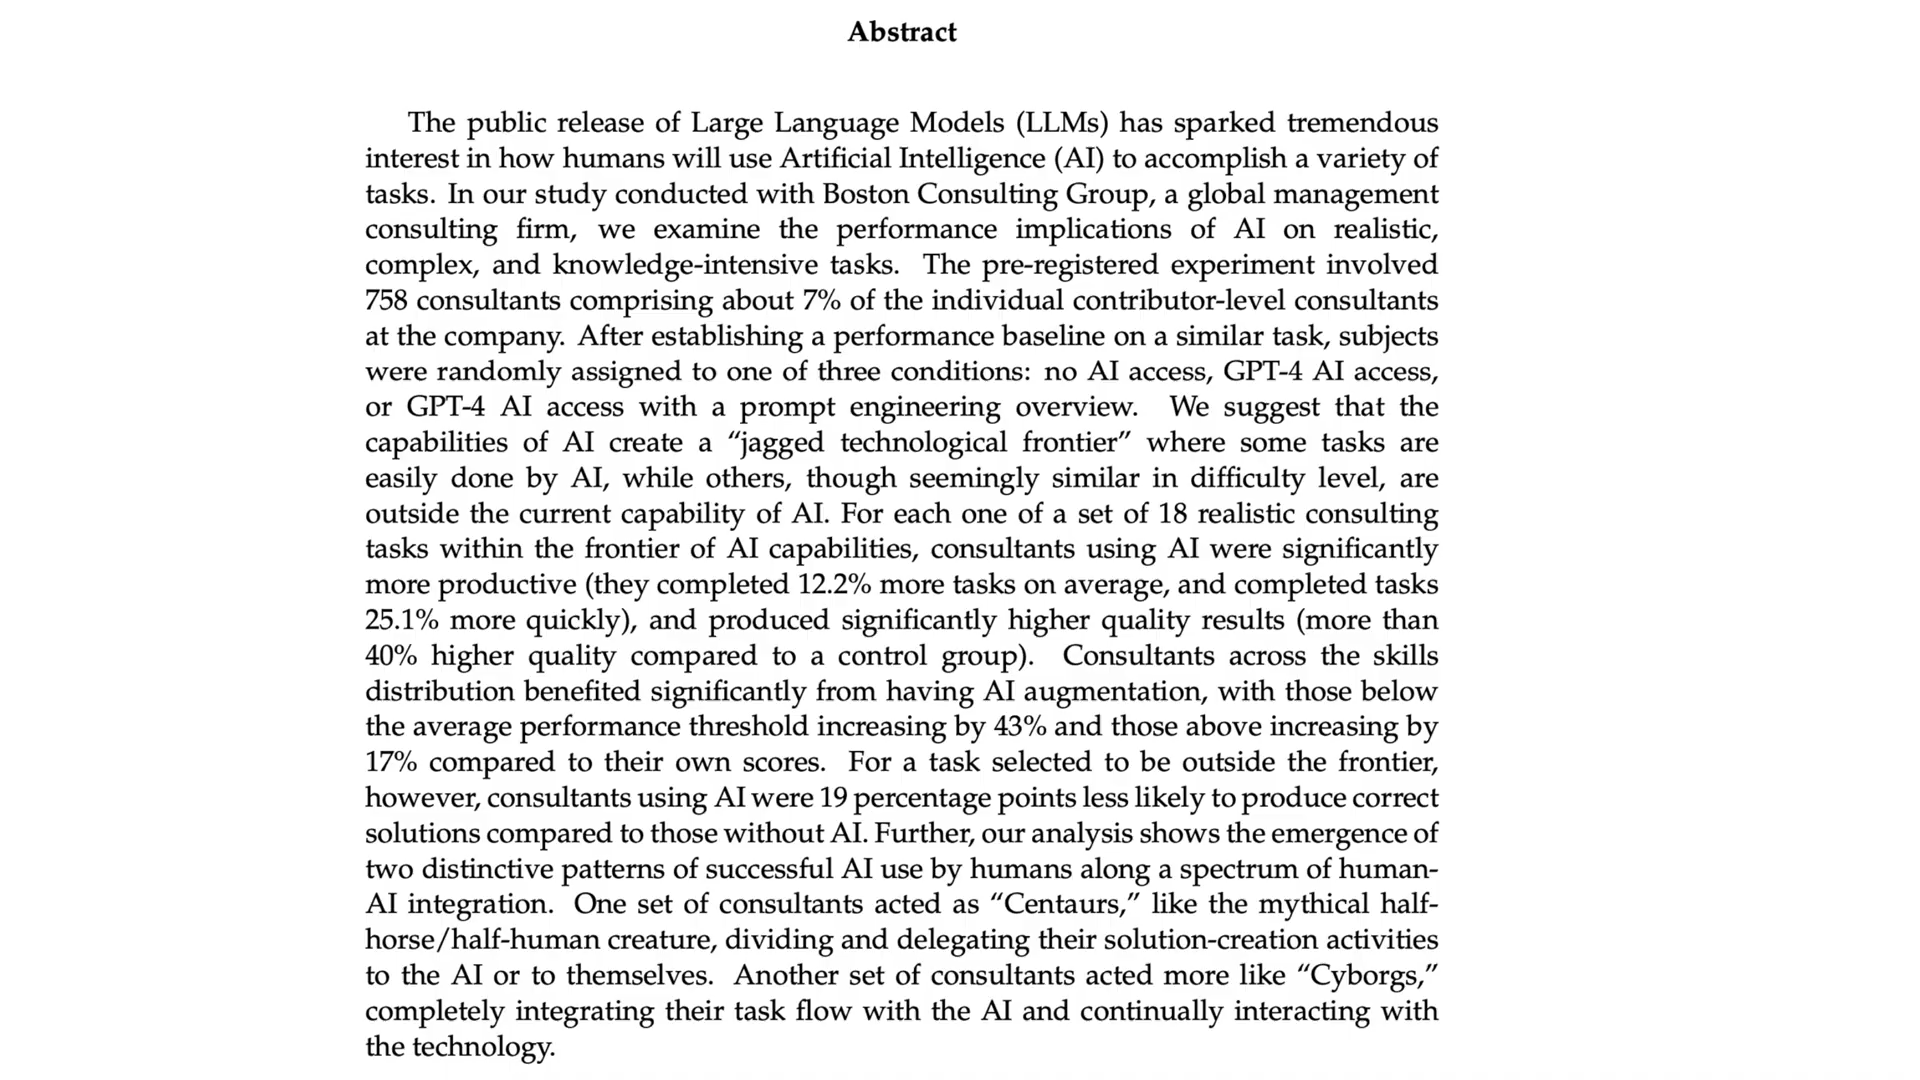 Abstract
The public release of Large Language Models (LLMs) has sparked tremendous
interest in how humans will use Artificial Intelligence (AI) to accomplish a variety of
tasks. In our study conducted with Boston Consulting Group, a global management
consulting firm, we examine the performance implications of AI on realistic,
complex, and knowledge-intensive tasks. The pre-registered experiment involved
758 consultants comprising about 7% of the individual contributor-level consultants
at the company. After establishing a performance baseline on a similar task, subjects
were randomly assigned to one of three conditions: no AI access, GPT-4 AI access,
or GPT-4 AI access with a prompt engineering overview. We suggest that the
capabilities of AI create a “jagged technological frontier” where some tasks are
easily done by AI, while others, though seemingly similar in difficulty level, are
outside the current capability of AI. For each one of a set of 18 realistic consulting
tasks within the frontier of AI capabilities, consultants using AI were significantly
more productive (they completed 12.2% more tasks on average, and completed tasks
25.1% more quickly), and produced significantly higher quality results (more than
40% higher quality compared to a control group). Consultants across the skills
distribution benefited significantly from having AI augmentation, with those below
the average performance threshold increasing by 43% and those above increasing by
17% compared to their own scores. For a task selected to be outside the frontier,
however, consultants using AI were 19 percentage points less likely to produce correct
solutions compared to those without AI. Further, our analysis shows the emergence of
two distinctive patterns of successful AI use by humans along a spectrum of human-
AI integration. One set of consultants acted as “Centaurs,” like the mythical half-
horse/half-human creature, dividing and delegating their solution-creation activities
to the AI or to themselves. Another set of consultants acted more like “Cyborgs,”
completely integrating their task flow with the AI and continually interacting with
the technology.